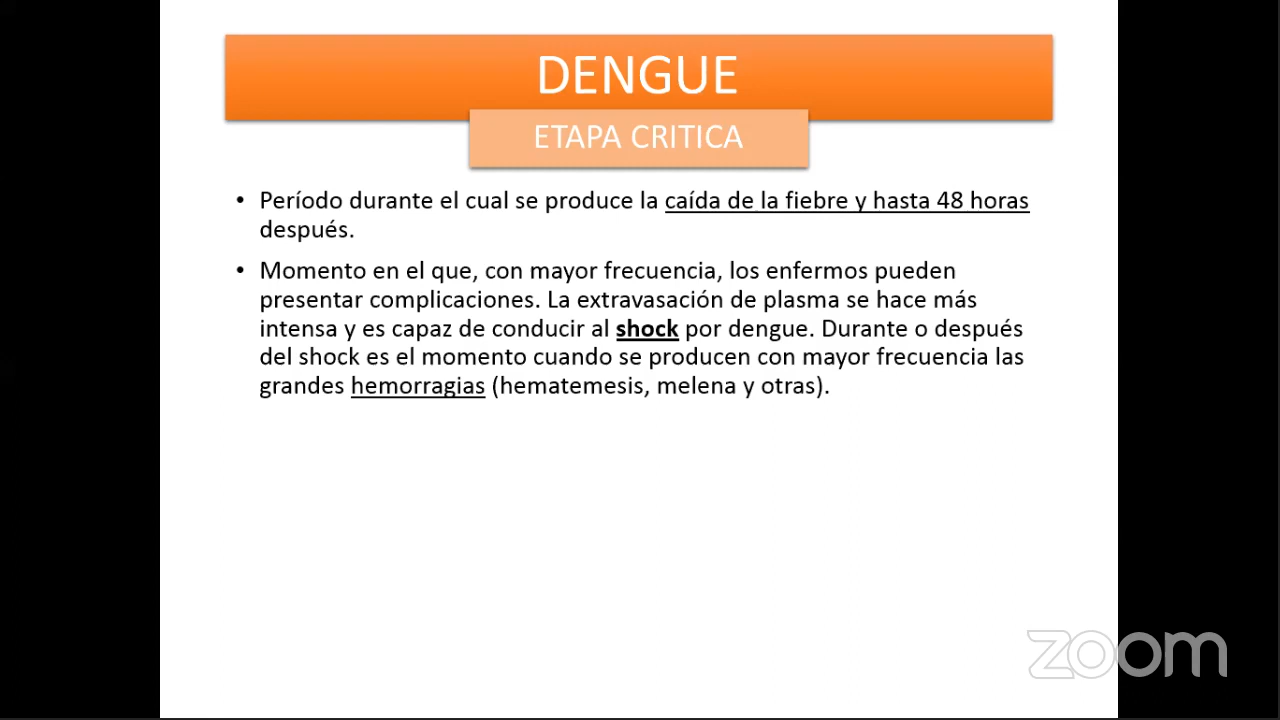 DENGUE
ETAPA CRITICA
• Período durante el cual se produce la caída de la fiebre y hasta 48 horas
después.
• Momento en el que, con mayor frecuencia, los enfermos pueden
presentar complicaciones. La extravasación de plasma se hace más
intensa y es capaz de conducir al shock por dengue. Durante o después
del shock es el momento cuando se producen con mayor frecuencia las
grandes hemorragias (hematemesis, melena y otras).
zoom